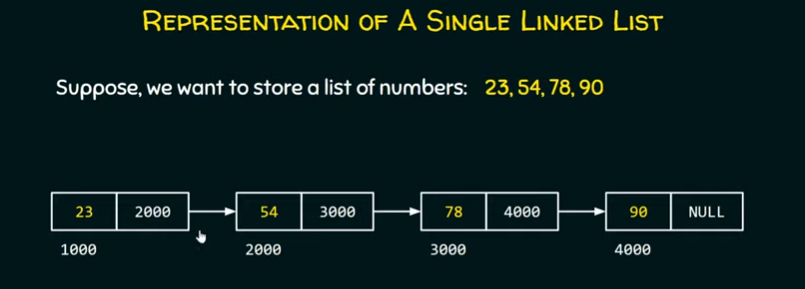 Representation of A Single Linked List
Suppose, we want to store a list of numbers: 23, 54, 78, 90
23 2000 54 3000 78 4000 90 NULL
1000 2000 3000 4000